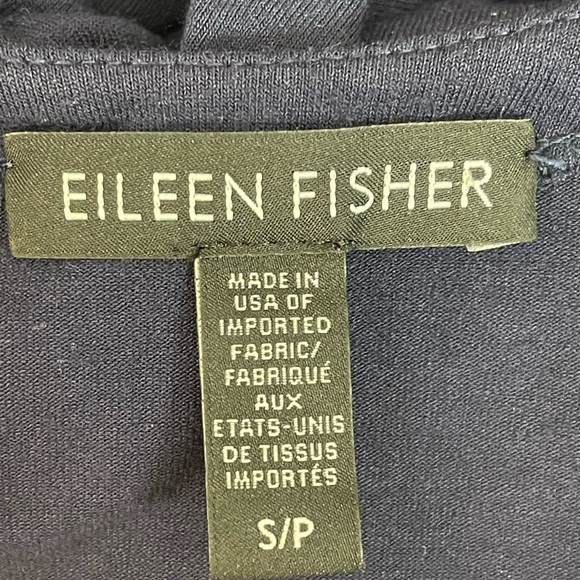 EILEEN FISHER
MADE IN
USA OF
IMPORTED
FABRIC/
FABRIQUÉ
AUX
ETATS-UNIS
DE TISSUS
IMPORTÉS
S/P